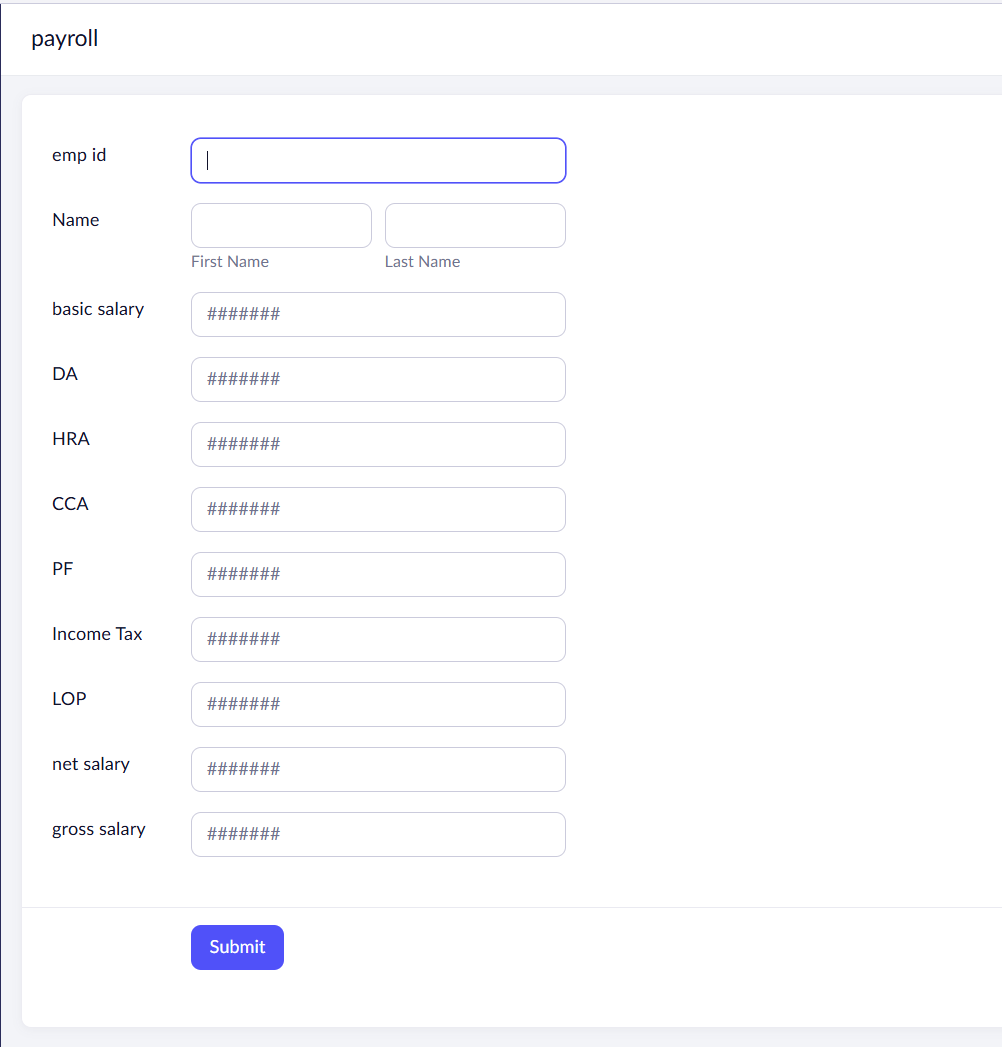 payroll
emp id
Name
First Name Last Name
basic salary #######
DA #######
HRA #######
CCA #######
PF #######
Income Tax #######
LOP #######
net salary #######
gross salary #######
Submit